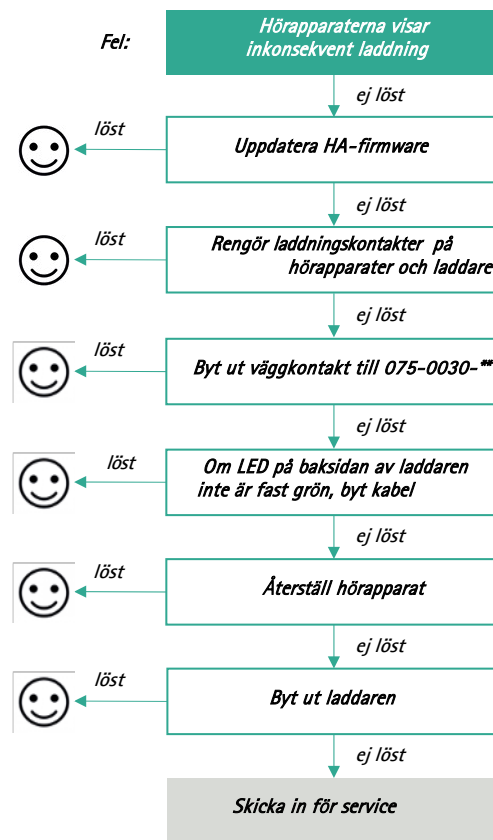 Fel:
Hörapparaterna visar
inkonsekvent laddning
ej löst
löst
Uppdatera HA-firmware
ej löst
löst
Rengör laddningskontakter på
hörapparater och laddare
ej löst
löst
Byt ut väggkontakt till 075-0030-**
ej löst
löst
Om LED på baksidan av laddaren
inte är fast grön, byt kabel
ej löst
löst
Återställ hörapparat
ej löst
löst
Byt ut laddaren
ej löst
Skicka in för service